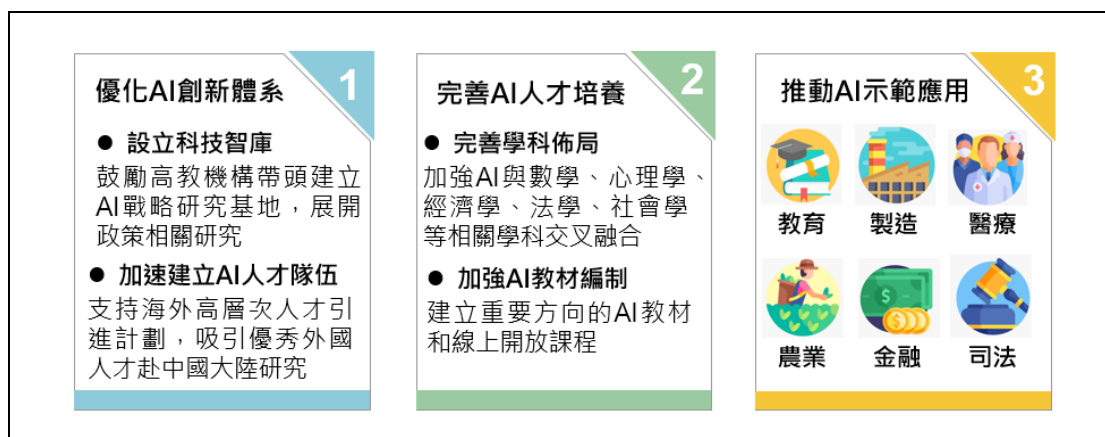 優化AI創新體系
1
● 設立科技智庫
鼓勵高教機構帶頭建立
AI戰略研究基地，展開
政策相關研究
● 加速建立AI人才隊伍
支持海外高層次人才引
進計劃，吸引優秀外國
人才赴中國大陸研究
完善AI人才培養
2
● 完善學科佈局
加強AI與數學、心理學、
經濟學、法學、社會學
等相關學科交叉融合
● 加強AI教材編制
建立重要方向的AI教材
和線上開放課程
推動AI示範應用
3
教育 製造 醫療
農業 金融 司法